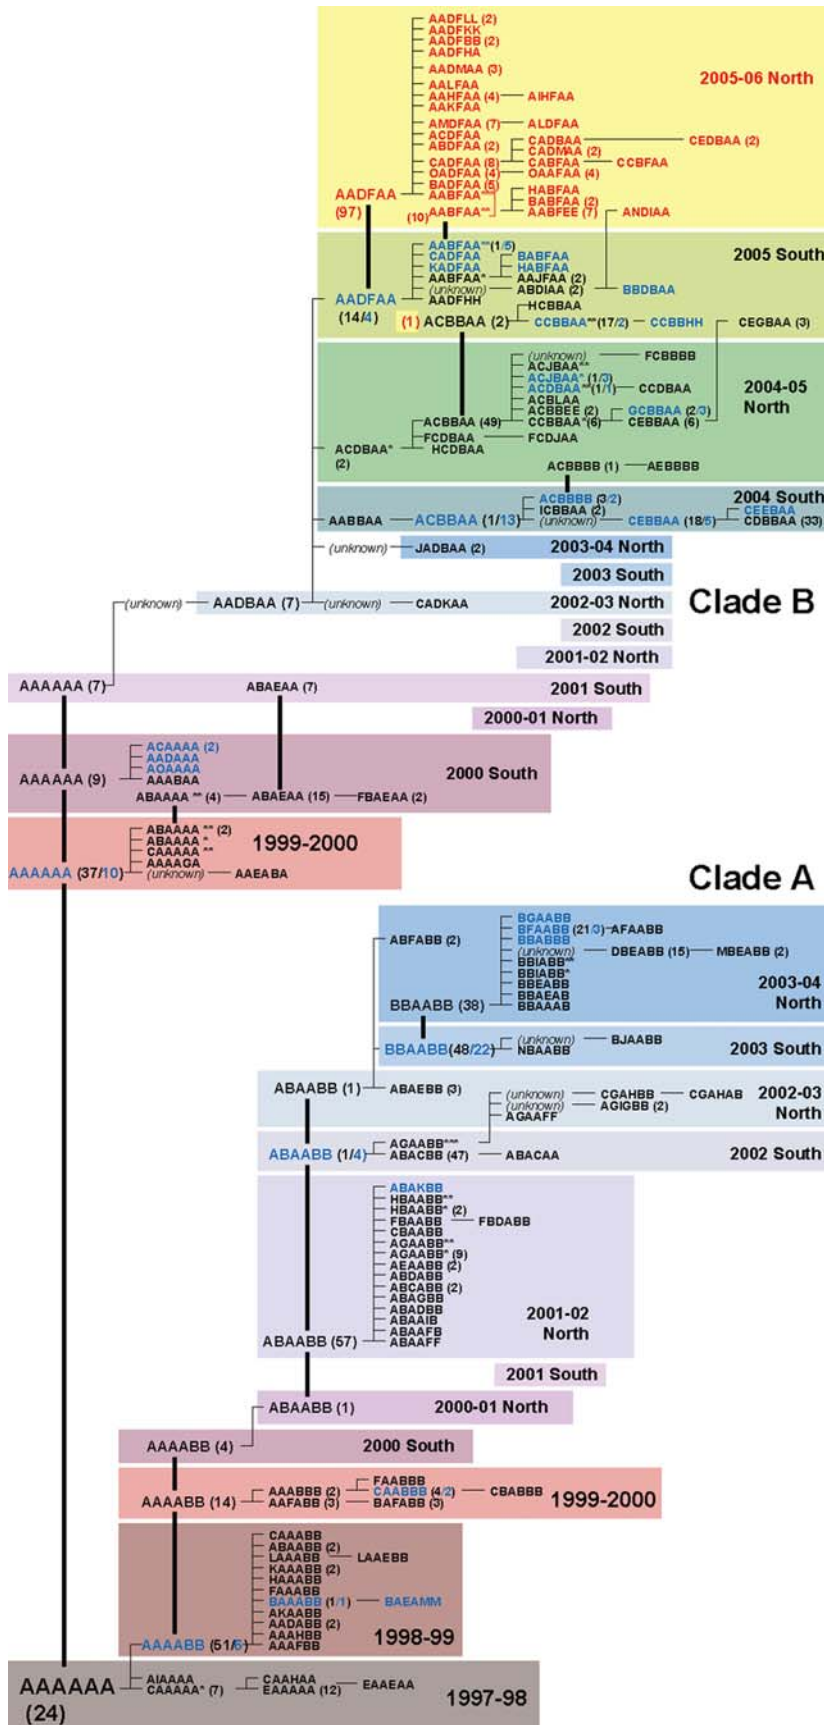 AADFLL (2)
AADFKK
AADFBB (2)
AADFHA
AADMAA (3)
2005-06 North
AALFAA
AAHFAA (4) AIHFAA
AAKFAA
AMDFAA (7) ALDFAA
ACDFAA
ABDFAA (2) CADBAA CEDBAA (2)
CADMAA (2)
CADFAA (8) CABFAA CCBFAA
OADFAA (4) OAAFAA (4)
BADFAA (5)
AADFAA AABFAA^^ HABFAA
BABFAA (2)
(97) (10) AABFAA^^ AABFEE (7) ANDIAA
AABFAA^^(1/5) 2005 South
CADFAA BABFAA
KADFAA HABFAA
AABFAA^ AAJFAA (2)
AADFAA (unknown) ABDIAA (2) BBDBAA
AADFHH
(14/4) HCBBAA
(1) ACBBAA (2) CCBBAA^^(17/2) CCBBHH CEGBAA (3)
(unknown) FCBBBB
ACJBAA^^
ACJBAA^ (1/3) 2004-05
ACDBAA^^(1/1) CCDBAA North
ACBLAA
ACBBEE (2) GCBBAA (2/3)
ACBBAA (49) CCBBAA^(6) CEBBAA (6)
FCDBAA FCDJAA
ACDBAA^ HCDBAA
(2)
ACBBBB (1) AEBBBB
2004 South
ACBBBB (3/2)
ICBBAA (2) CEEBAA
AABBAA ACBBAA (1/13) (unknown) CEBBAA (18/5) CDBBAA (33)
(unknown) JADBAA (2) 2003-04 North
2003 South
(unknown) AADBAA (7) (unknown) CADKAA 2002-03 North
Clade B
2002 South
2001-02 North
AAAAAA (7) ABAEAA (7) 2001 South
2000-01 North
ACAAAA (2)
AADAAA
AOAAAA 2000 South
AAAAAA (9) AAABAA
ABAAAA ^^ (4) ABAEAA (15) FBAEAA (2)
ABAAAA ^^ (2)
ABAAAA ^ 1999-2000
CAAAAA ^^
AAAAGA
AAAAAA (37/10) (unknown) AAEABA
Clade A
BGAABB
BFAABB (21/3) AFAABB
ABFABB (2) BBABBB
(unknown) DBEABB (15) MBEABB (2)
BBIABB^^
BBIABB^
BBEABB 2003-04
BBAEAB North
BBAABB (38) BBAAAB
(unknown) BJAABB
BBAABB(48/22) NBAABB 2003 South
ABAABB (1) ABAEBB (3) (unknown) CGAHBB CGAHAB 2002-03
(unknown) AGIGBB (2) North
AGAAFF
AGAABB^^^
ABAABB (1/4) ABACBB (47) ABACAA 2002 South
ABAKBB
HBAABB^^
HBAABB^ (2)
FBAABB FBDABB
CBAABB
AGAABB^^
AGAABB^ (9)
AEAABB (2)
ABDABB
ABCABB (2)
ABAGBB
ABADBB 2001-02
ABAAIB North
ABAAFB
ABAABB (57) ABAAFF
2001 South
ABAABB (1) 2000-01 North
AAAABB (4) 2000 South
FAABBB
AAABBB (2) CAABBB (4/2) CBABBB
AAAABB (14) AAFABB (3) BAFABB (3) 1999-2000
CAAABB
ABAABB (2)
LAAABB LAAEBB
KAAABB (2)
HAAABB
FAAABB
BAAABB (1/1) BAEAMM
AKAABB
AADABB (2)
AAAHBB 1998-99
AAAABB (51/6) AAAFBB
AIAAAA CAAHAA
AAAAAA CAAAAA^ (7) EAAAAA (12) EAAEAA 1997-98
(24)